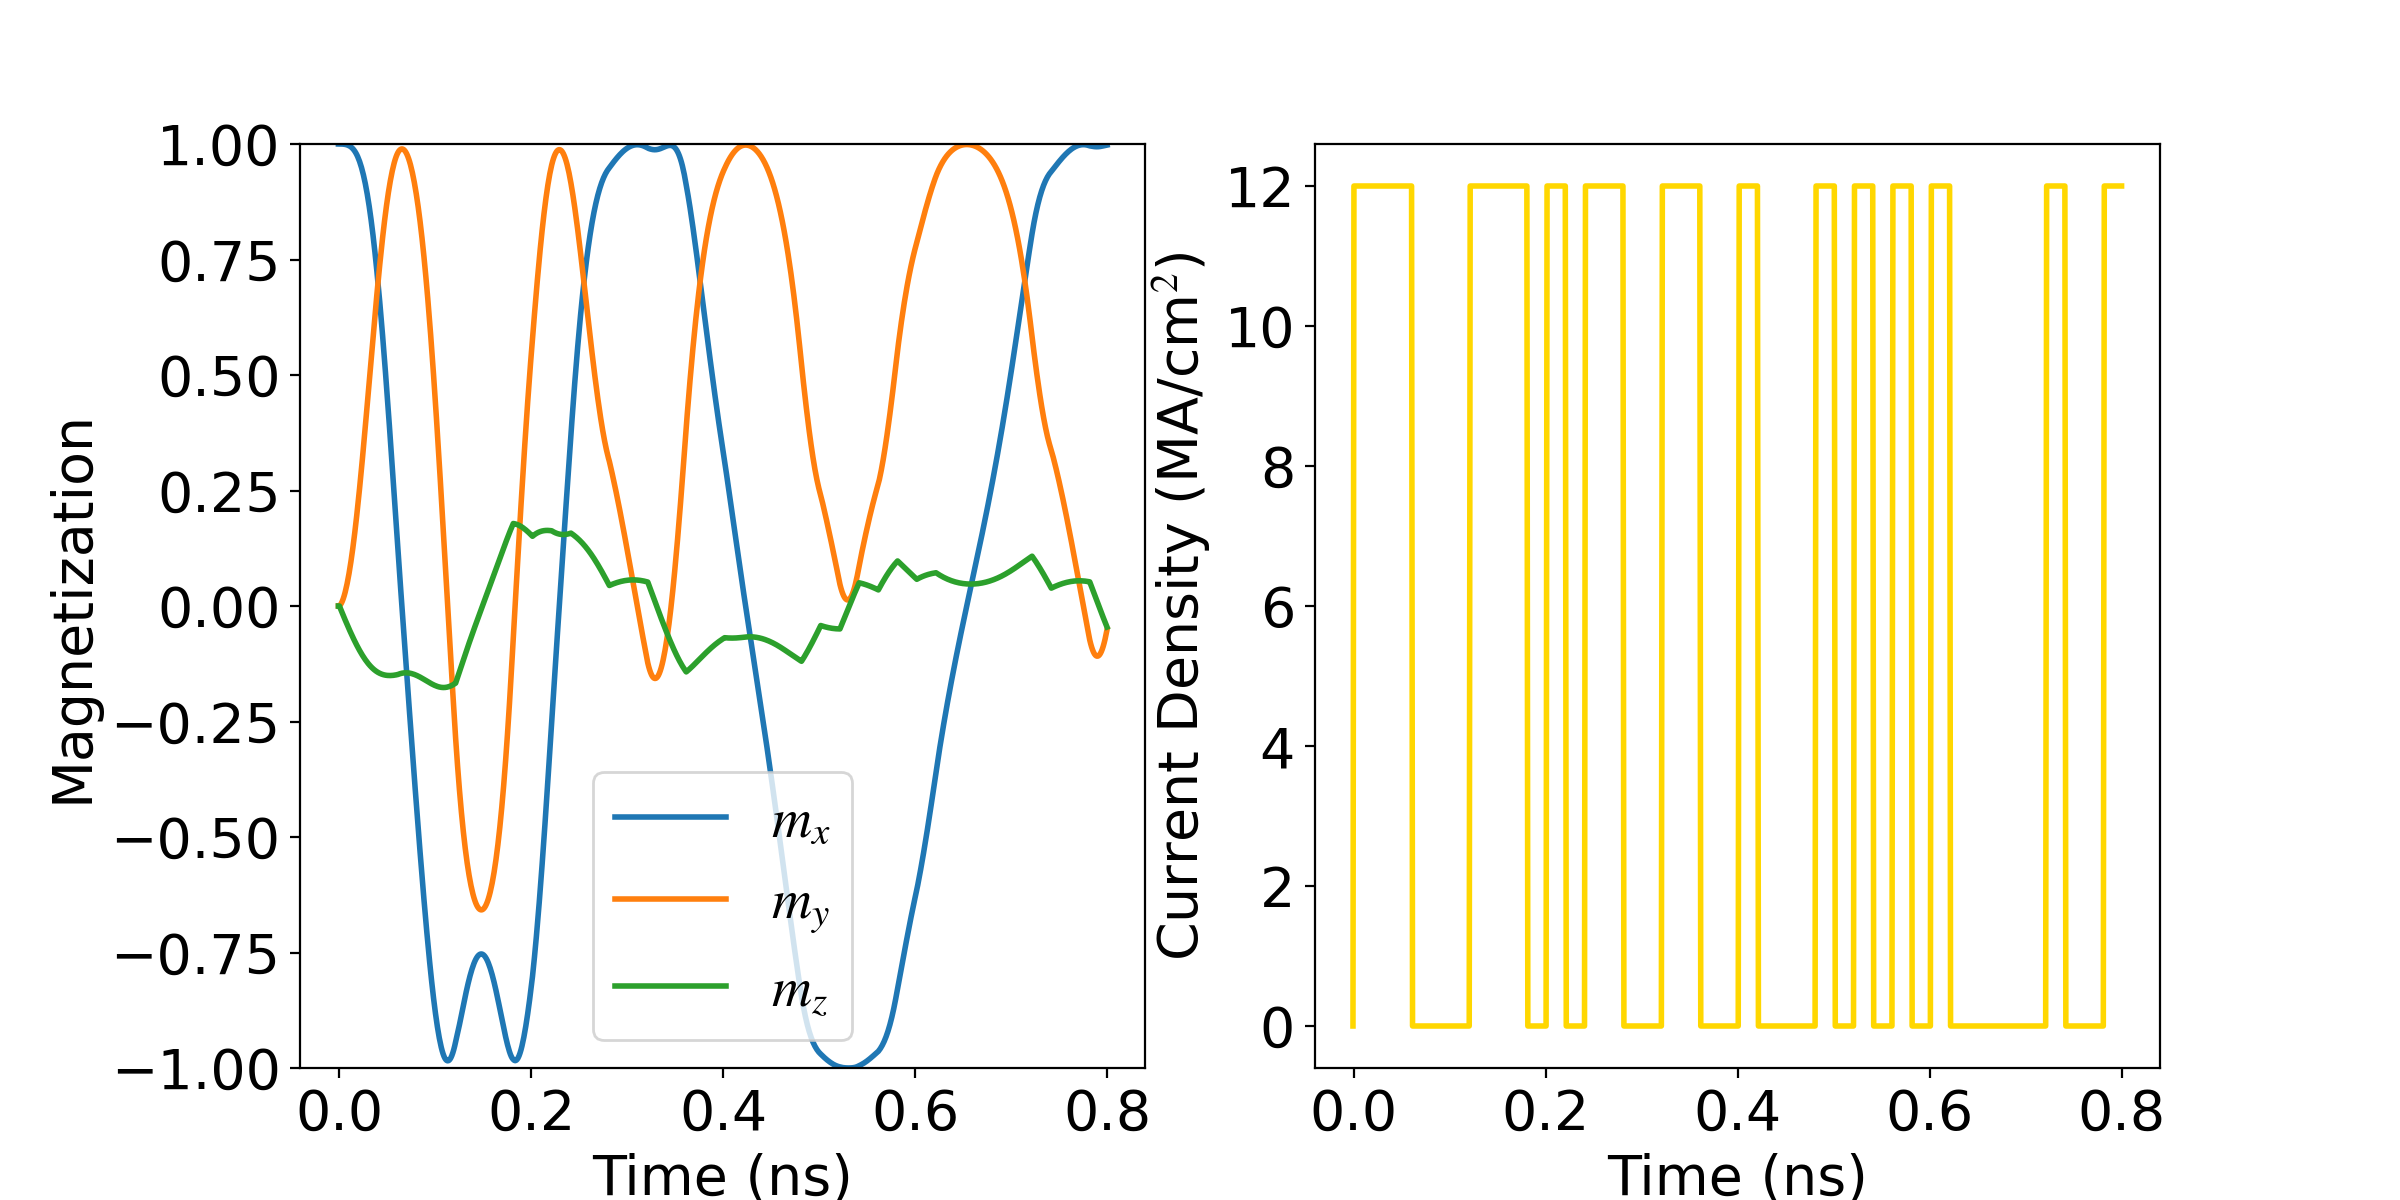 1.00
0.75
0.50
0.25
0.00
−0.25
−0.50
−0.75
−1.00
Magnetization
0.0 0.2 0.4 0.6 0.8
Time (ns)
m_x
m_y
m_z
12
10
8
6
4
2
0
Current Density (MA/cm²)
0.0 0.2 0.4 0.6 0.8
Time (ns)